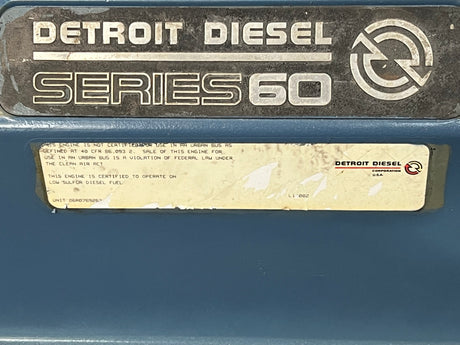 DETROIT DIESEL
SERIES 60
THIS ENGINE IS NOT CERTIFIED FOR USE IN AN URBAN BUS AS
DEFINED AT 40 CFR 86.093 2. SALE OF THIS ENGINE FOR
USE IN AN URBAN BUS IS A VIOLATION OF FEDERAL LAW UNDER
THE CLEAN AIR ACT
THIS ENGINE IS CERTIFIED TO OPERATE ON
LOW SULFUR DIESEL FUEL.
UNIT
DETROIT DIESEL
CORPORATION
U.S.A.